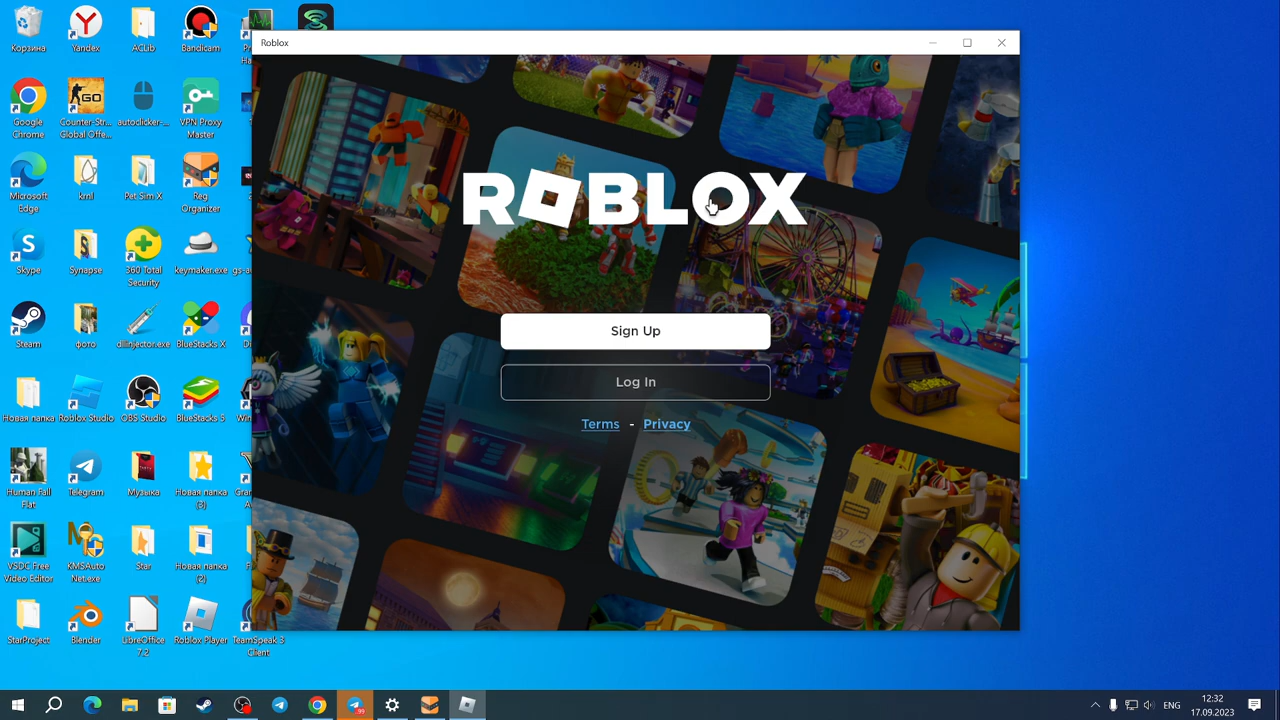 Корзина
Yandex
ACLib
Bandicam
Roblox
Google
Chrome
Counter-Str...
Global Offe...
autoclicker-...
VPN Proxy
Master
Microsoft
Edge
krnl
Pet Sim X
Reg
Organizer
Skype
Synapse
360 Total
Security
keymaker.exe
Steam
фото
dllinjector.exe
BlueStacks X
Новая папка
Roblox Studio
OBS Studio
BlueStacks 5
Human Fall
Flat
Telegram
Музыка
Новая папка
(3)
VSDC Free
Video Editor
KMSAuto
Net.exe
Star
Новая папка
(2)
StarProject
Blender
LibreOffice
7.2
Roblox Player
TeamSpeak 3
Client
ROBLOX
Sign Up
Log In
Terms - Privacy
99
ENG
12:32
17.09.2023